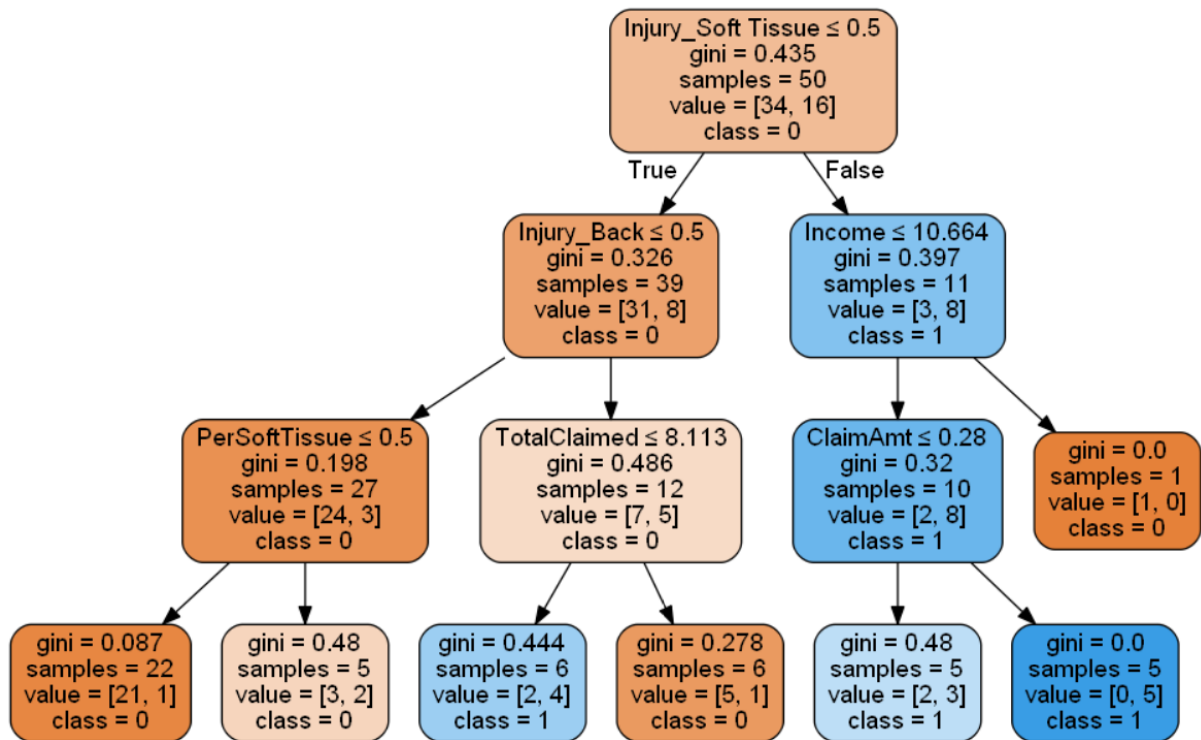 Injury_Soft Tissue ≤ 0.5
gini = 0.435
samples = 50
value = [34, 16]
class = 0
True
False
Injury_Back ≤ 0.5
gini = 0.326
samples = 39
value = [31, 8]
class = 0
Income ≤ 10.664
gini = 0.397
samples = 11
value = [3, 8]
class = 1
PerSoftTissue ≤ 0.5
gini = 0.198
samples = 27
value = [24, 3]
class = 0
TotalClaimed ≤ 8.113
gini = 0.486
samples = 12
value = [7, 5]
class = 0
ClaimAmt ≤ 0.28
gini = 0.32
samples = 10
value = [2, 8]
class = 1
gini = 0.0
samples = 1
value = [1, 0]
class = 0
gini = 0.087
samples = 22
value = [21, 1]
class = 0
gini = 0.48
samples = 5
value = [3, 2]
class = 0
gini = 0.444
samples = 6
value = [2, 4]
class = 1
gini = 0.278
samples = 6
value = [5, 1]
class = 0
gini = 0.48
samples = 5
value = [2, 3]
class = 1
gini = 0.0
samples = 5
value = [0, 5]
class = 1